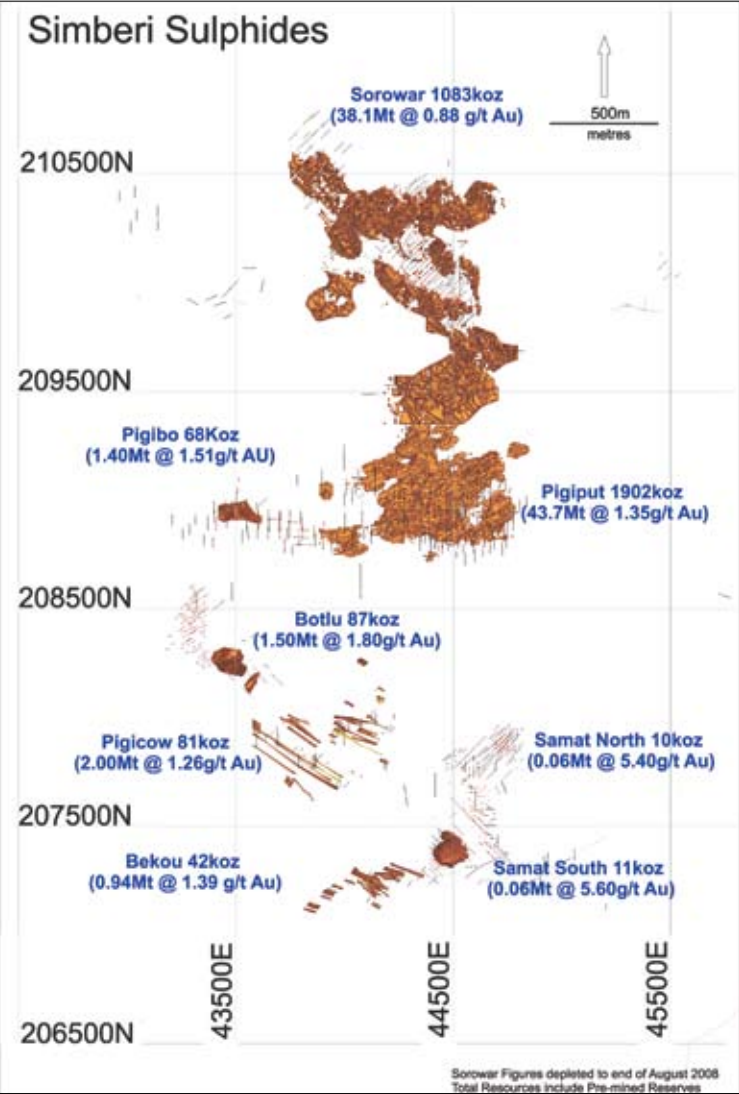 Simberi Sulphides
Sorowar 1083koz
(38.1Mt @ 0.88 g/t Au)
500m
metres
210500N
209500N
Pigibo 68Koz
(1.40Mt @ 1.51g/t AU)
Pigiput 1902koz
(43.7Mt @ 1.35g/t Au)
208500N
Botlu 87koz
(1.50Mt @ 1.80g/t Au)
Pigicow 81koz
(2.00Mt @ 1.26g/t Au)
Samat North 10koz
(0.06Mt @ 5.40g/t Au)
207500N
Bekou 42koz
(0.94Mt @ 1.39 g/t Au)
Samat South 11koz
(0.06Mt @ 5.60g/t Au)
43500E
44500E
45500E
206500N
Sorowar Figures depleted to end of August 2008
Total Resources include Pre-mined Reserves